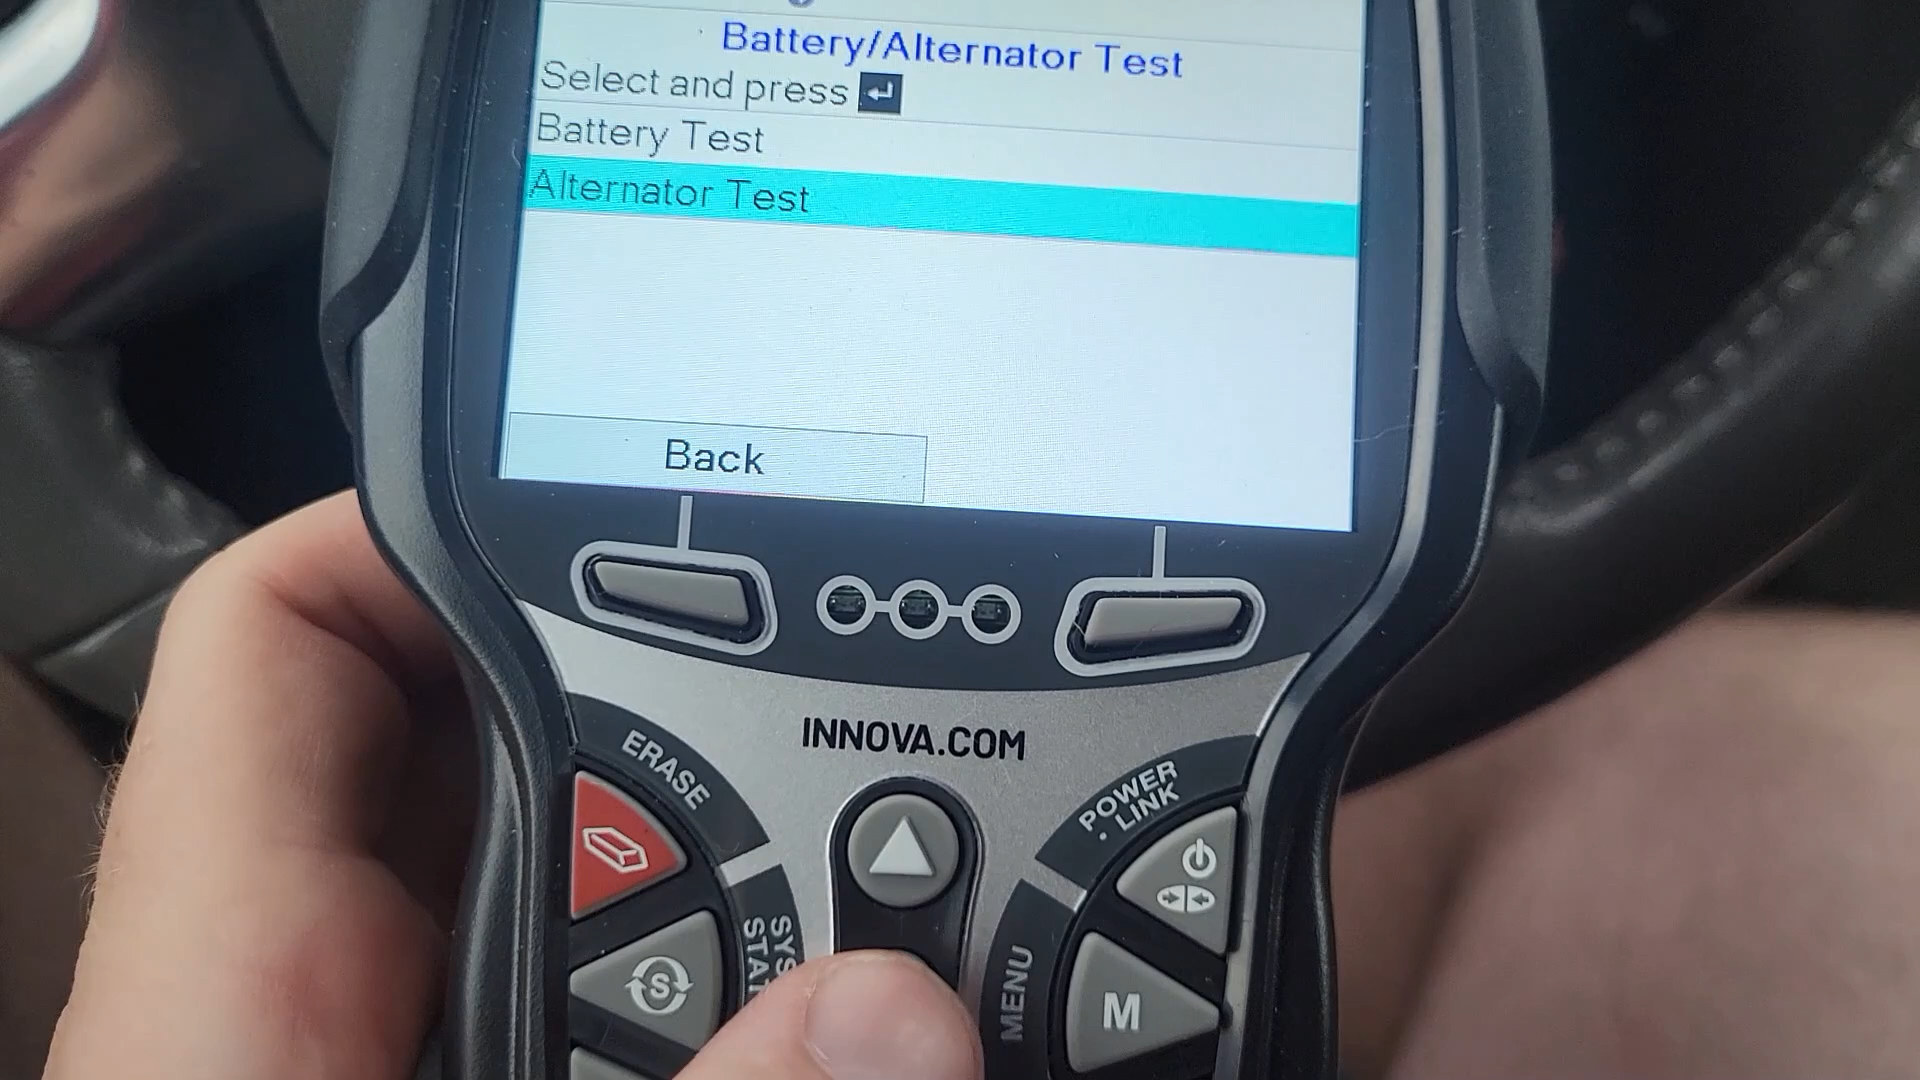 Battery/Alternator Test
Select and press
Battery Test
Alternator Test
Back
INNOVA.COM
ERASE
POWER
LINK
MENU
S
M